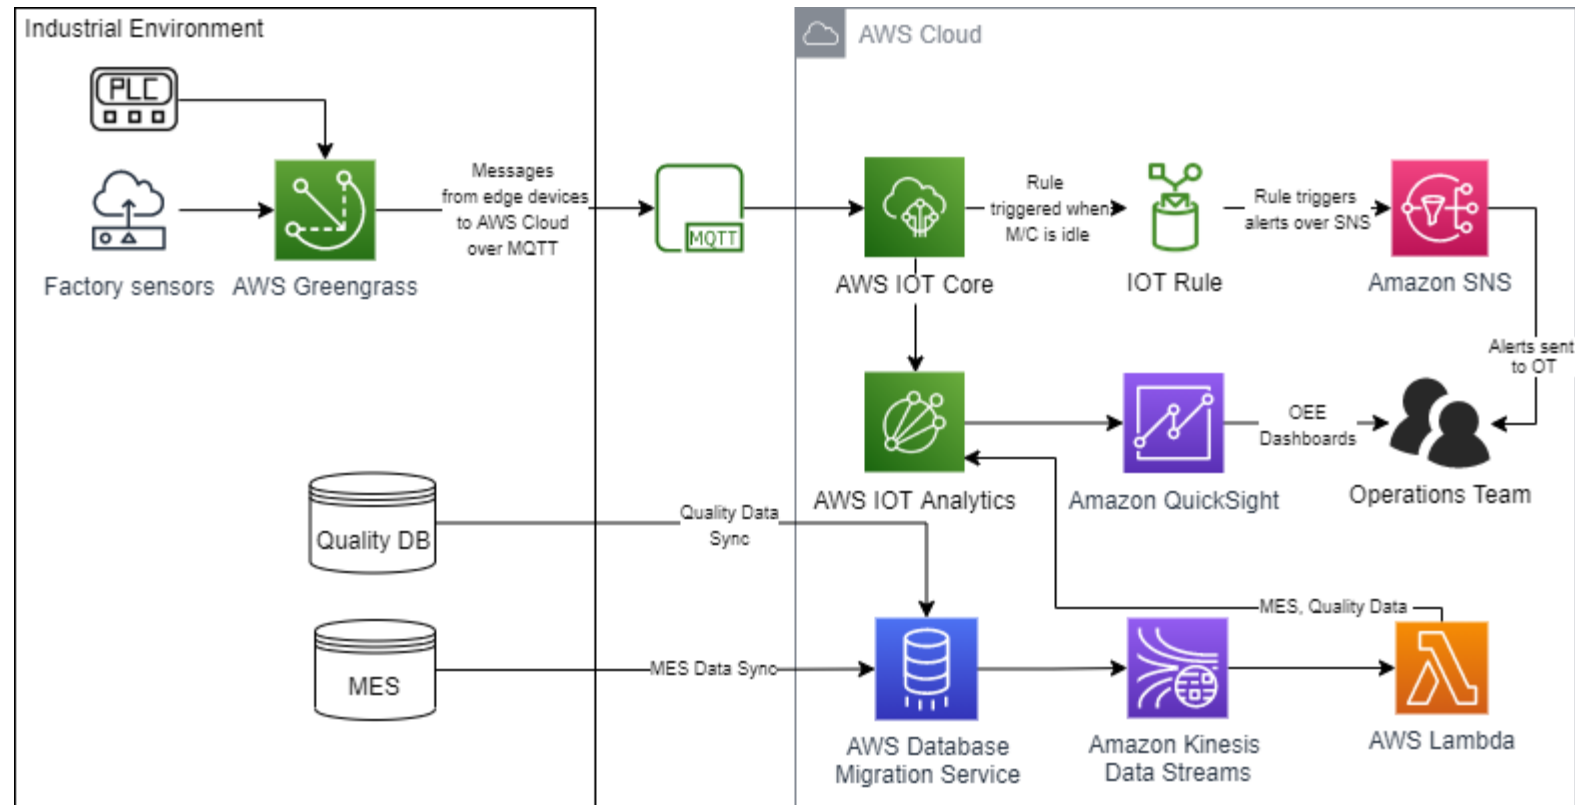 Industrial Environment
AWS Cloud
PLC
Messages
from edge devices
to AWS Cloud
over MQTT
MQTT
Rule
triggered when
M/C is idle
Rule triggers
alerts over SNS
Factory sensors
AWS Greengrass
AWS IOT Core
IOT Rule
Amazon SNS
Alerts sent
to OT
OEE
Dashboards
AWS IOT Analytics
Amazon QuickSight
Operations Team
Quality DB
Quality Data
Sync
MES, Quality Data
MES
MES Data Sync
AWS Database
Migration Service
Amazon Kinesis
Data Streams
AWS Lambda